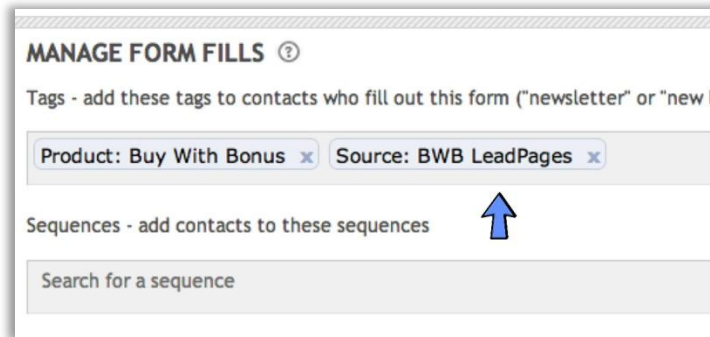 MANAGE FORM FILLS ?
Tags - add these tags to contacts who fill out this form ("newsletter" or "new
Product: Buy With Bonus x Source: BWB LeadPages x
Sequences - add contacts to these sequences
Search for a sequence